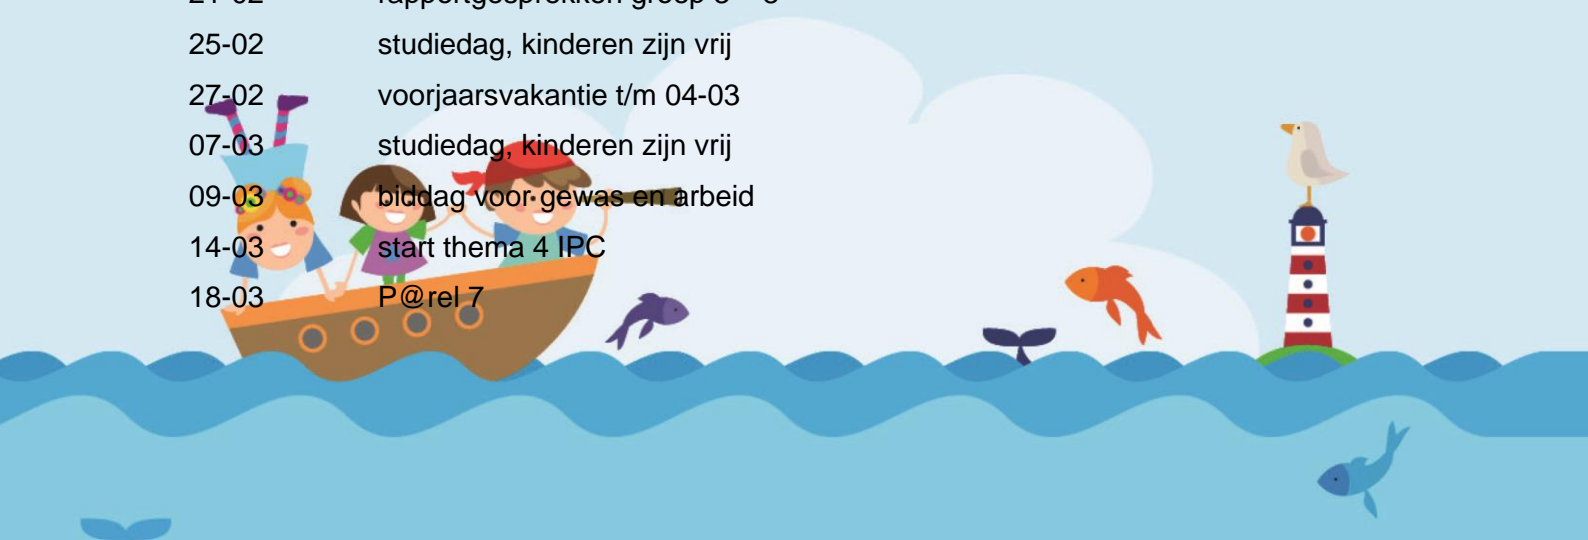 25-02 studiedag, kinderen zijn vrij
27-02 voorjaarsvakantie t/m 04-03
07-03 studiedag, kinderen zijn vrij
09-03 biddag voor gewas en arbeid
14-03 start thema 4 IPC
18-03 P@rel 7